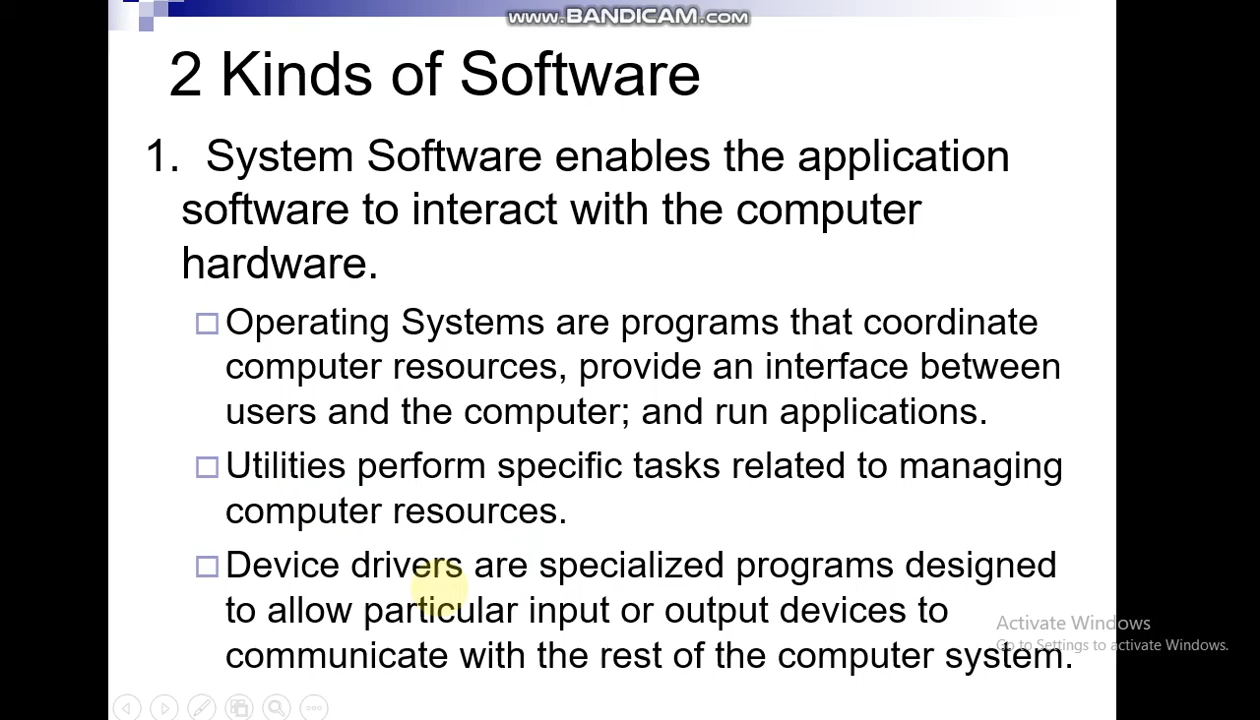 www.BANDICAM.com
2 Kinds of Software
1. System Software enables the application
software to interact with the computer
hardware.
Operating Systems are programs that coordinate
computer resources, provide an interface between
users and the computer; and run applications.
Utilities perform specific tasks related to managing
computer resources.
Device drivers are specialized programs designed
to allow particular input or output devices to
communicate with the rest of the computer system.
Activate Windows
Go to Settings to activate Windows.